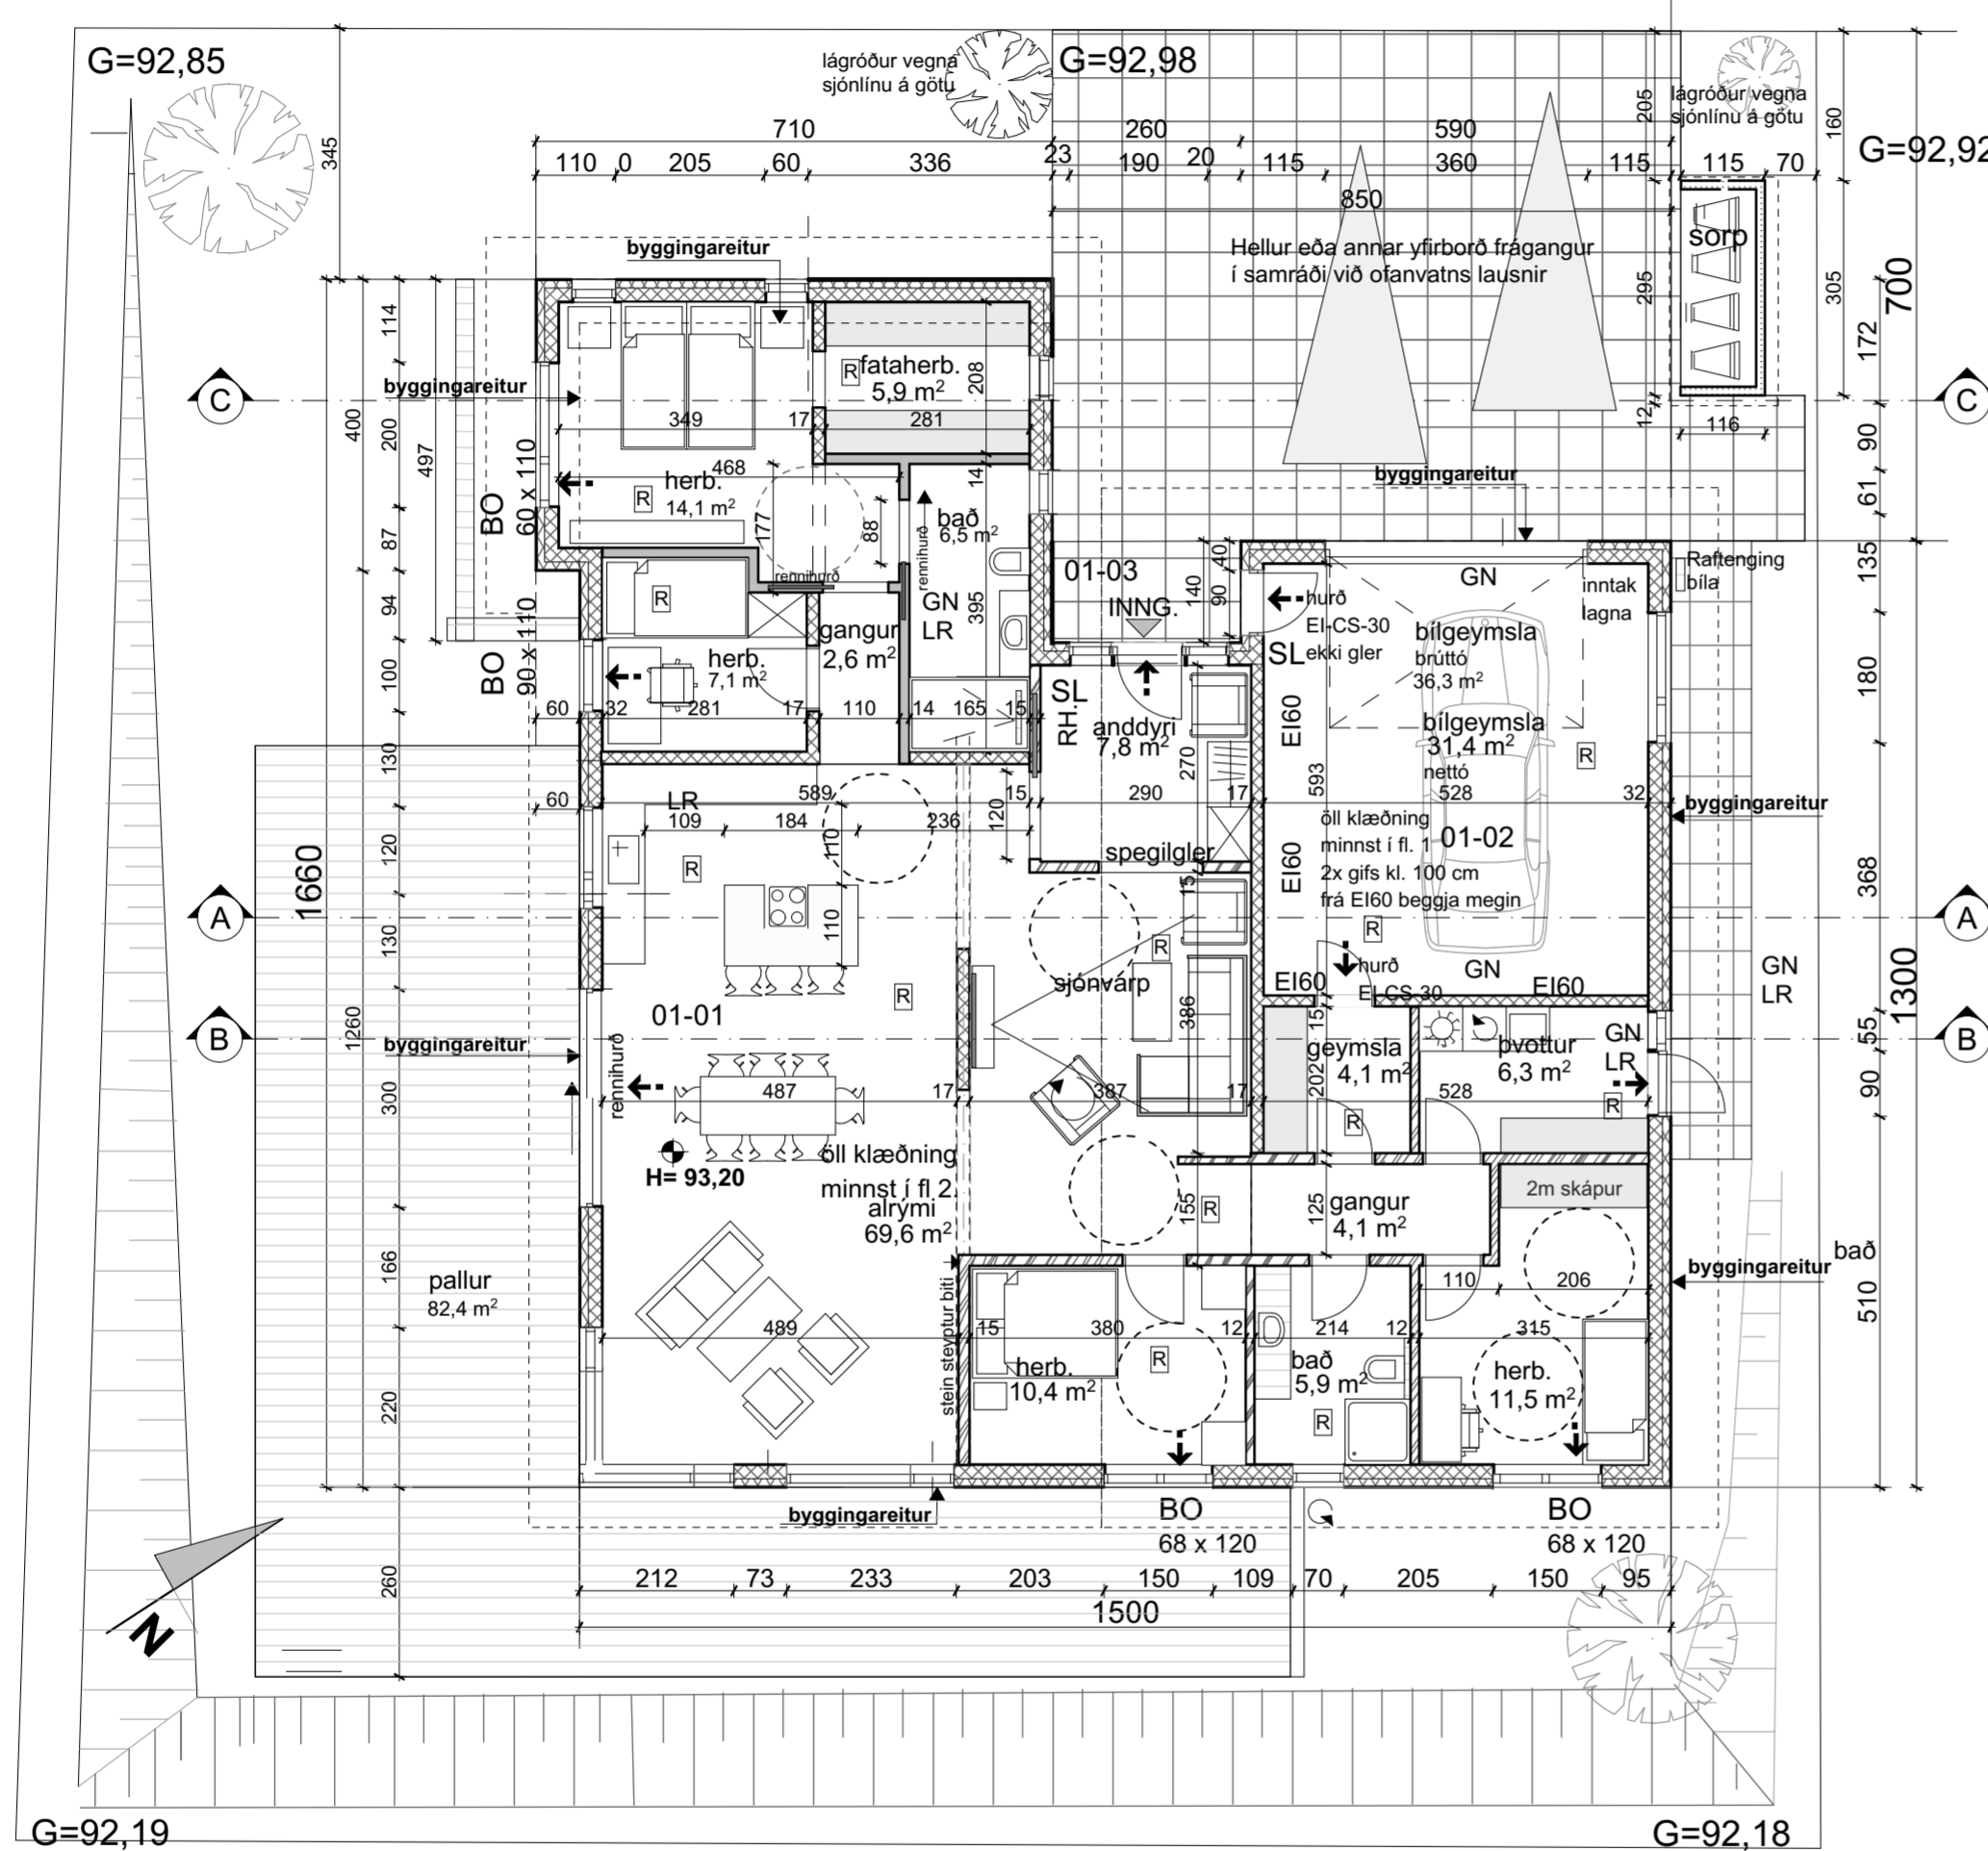 G=92,85
lágróður vegna
sjónlínu á götu
G=92,98
lágróður vegna
sjónlínu á götu
G=92,92
345
710
260
590
205
160
110
0
205
60
336
23
190
20
115
360
115
115
70
850
byggingareitur
Hellur eða annar yfirborð frágangur
í samráði við ofanvatns lausnir
sorp
295
305
700
114
fataherb.
5,9 m²
208
172
byggingareitur
C
C
400
200
497
349
17
281
12
116
90
468
herb.
14,1 m²
14
byggingareitur
61
BO
60 x 110
177
88
bað
6,5 m²
rennihurð
87
rennihurð
01-03
INNG.
140
40
90
GN
Raftenging
bíla
135
inntak
lagna
94
GN
LR
395
hurð
EI-CS-30
ekki gler
SL
bílgeymsla
brúttó
36,3 m²
BO
90 x 110
gangur
2,6 m²
herb.
7,1 m²
100
180
60
32
281
17
110
14
165
15
SL
RH.
anddyri
7,8 m²
EI60
bílgeymsla
31,4 m²
nettó
130
270
593
60
LR
589
15
290
17
528
32
byggingareitur
109
184
236
110
120
öll klæðning
minnst í fl. 1
2x gifs kl. 100 cm
frá EI60 beggja megin
01-02
120
1660
spegilgler
15
EI60
368
A
A
110
130
sjónvarp
hurð
EI-CS-30
GN
EI60
EI60
GN
LR
1300
01-01
386
15
B
B
1260
byggingareitur
rennihurð
geymsla
4,1 m²
202
þvottur
6,3 m²
GN
LR
55
300
487
17
387
17
528
90
H= 93,20
öll klæðning
minnst í fl.2.
alrými
69,6 m²
2m skápur
155
125
gangur
4,1 m²
bað
byggingareitur
166
pallur
82,4 m²
110
206
510
489
15
380
12
214
12
315
stein steyptur biti
herb.
10,4 m²
bað
5,9 m²
herb.
11,5 m²
220
byggingareitur
BO
68 x 120
BO
68 x 120
260
212
73
233
203
150
109
70
205
150
95
1500
N
G=92,19
G=92,18
R
R
R
R
R
R
R
R
R
R
R
R
R